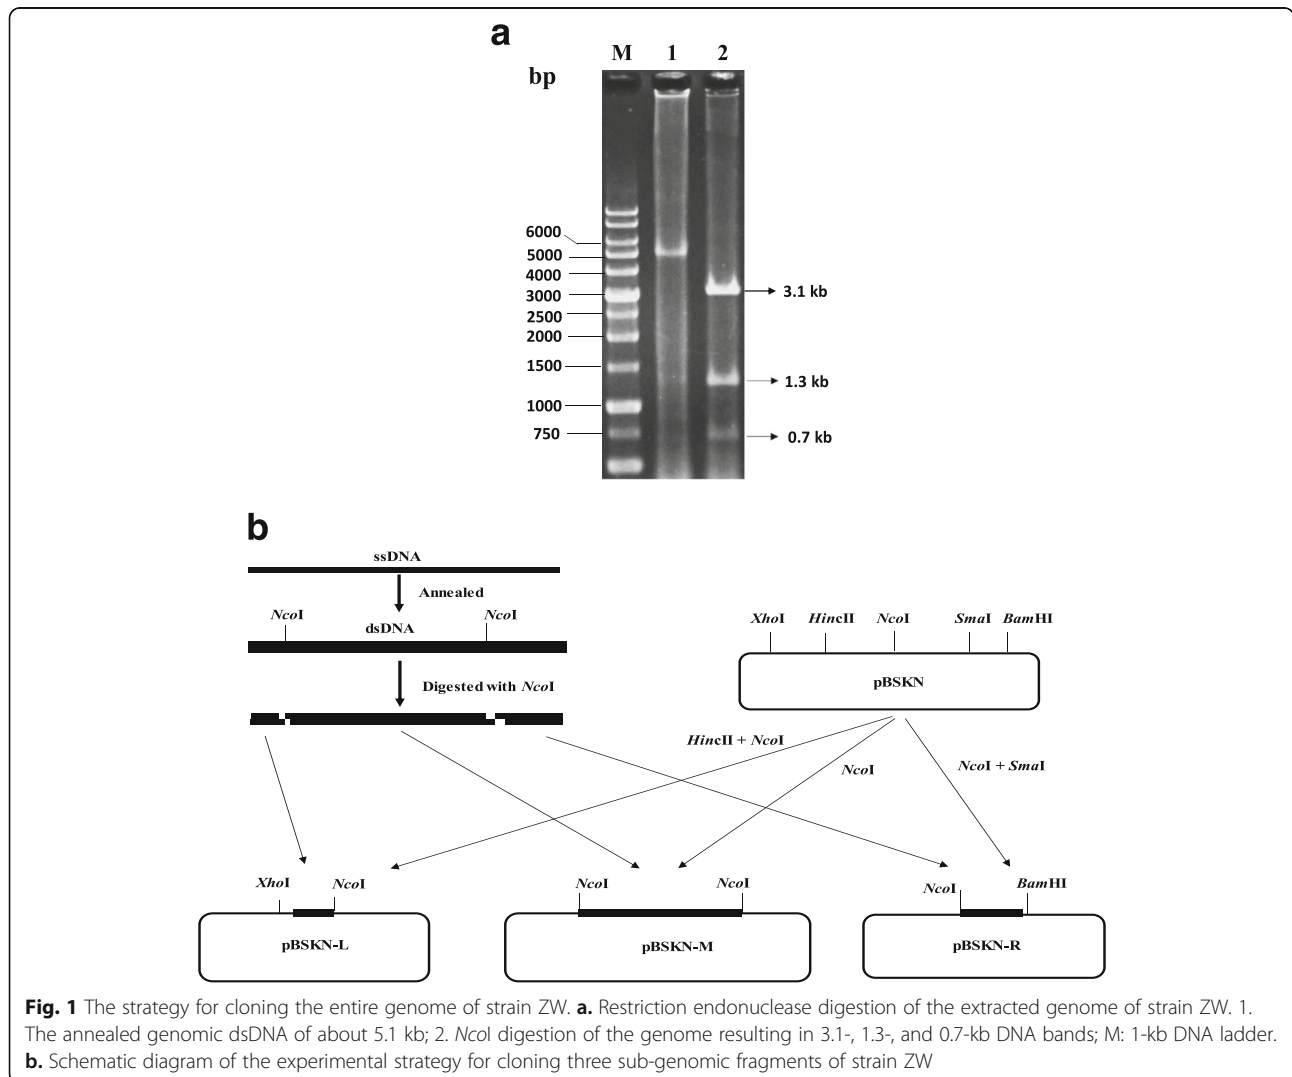 a
M 1 2
bp
6000
5000
4000
3000
2500
2000
1500
1000
750
3.1 kb
1.3 kb
0.7 kb
b
ssDNA
Annealed
NcoI NcoI
dsDNA
Digested with NcoI
XhoI HincII NcoI SmaI BamHI
pBSKN
HincII + NcoI
NcoI
NcoI + SmaI
XhoI NcoI
pBSKN-L
NcoI NcoI
pBSKN-M
NcoI BamHI
pBSKN-R
Fig. 1 The strategy for cloning the entire genome of strain ZW. a. Restriction endonuclease digestion of the extracted genome of strain ZW. 1.
The annealed genomic dsDNA of about 5.1 kb; 2. NcoI digestion of the genome resulting in 3.1-, 1.3-, and 0.7-kb DNA bands; M: 1-kb DNA ladder.
b. Schematic diagram of the experimental strategy for cloning three sub-genomic fragments of strain ZW